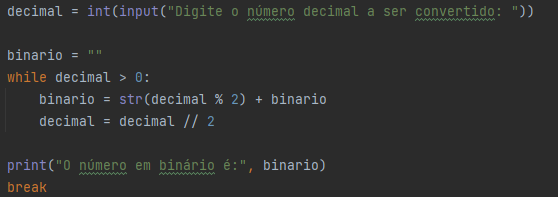 decimal = int(input("Digite o número decimal a ser convertido: "))
binario = ""
while decimal > 0:
    binario = str(decimal % 2) + binario
    decimal = decimal // 2
print("O número em binário é:", binario)
break